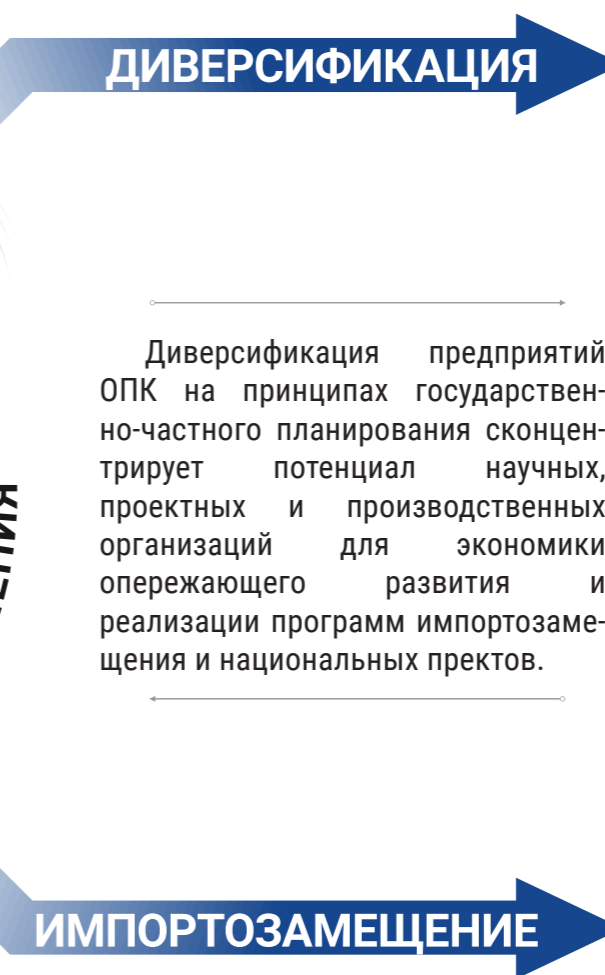 ДИВЕРСИФИКАЦИЯ
Диверсификация предприятий
ОПК на принципах государствен-
но-частного планирования сконцен-
трирует потенциал научных,
проектных и производственных
организаций для экономики
опережающего развития и
реализации программ импортозаме-
щения и национальных пректов.
ИМПОРТОЗАМЕЩЕНИЕ